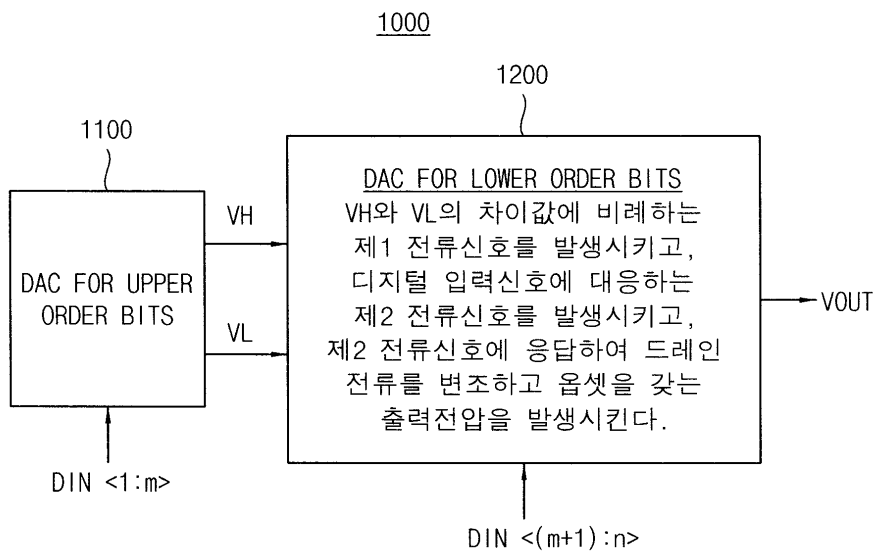 1000
1200
1100
DAC FOR LOWER ORDER BITS
VH와 VL의 차이값에 비례하는
제1 전류신호를 발생시키고,
디지털 입력신호에 대응하는
제2 전류신호를 발생시키고,
제2 전류신호에 응답하여 드레인
전류를 변조하고 옵셋을 갖는
출력전압을 발생시킨다.
DAC FOR UPPER
ORDER BITS
VH
VL
VOUT
DIN <1:m>
DIN <(m+1):n>